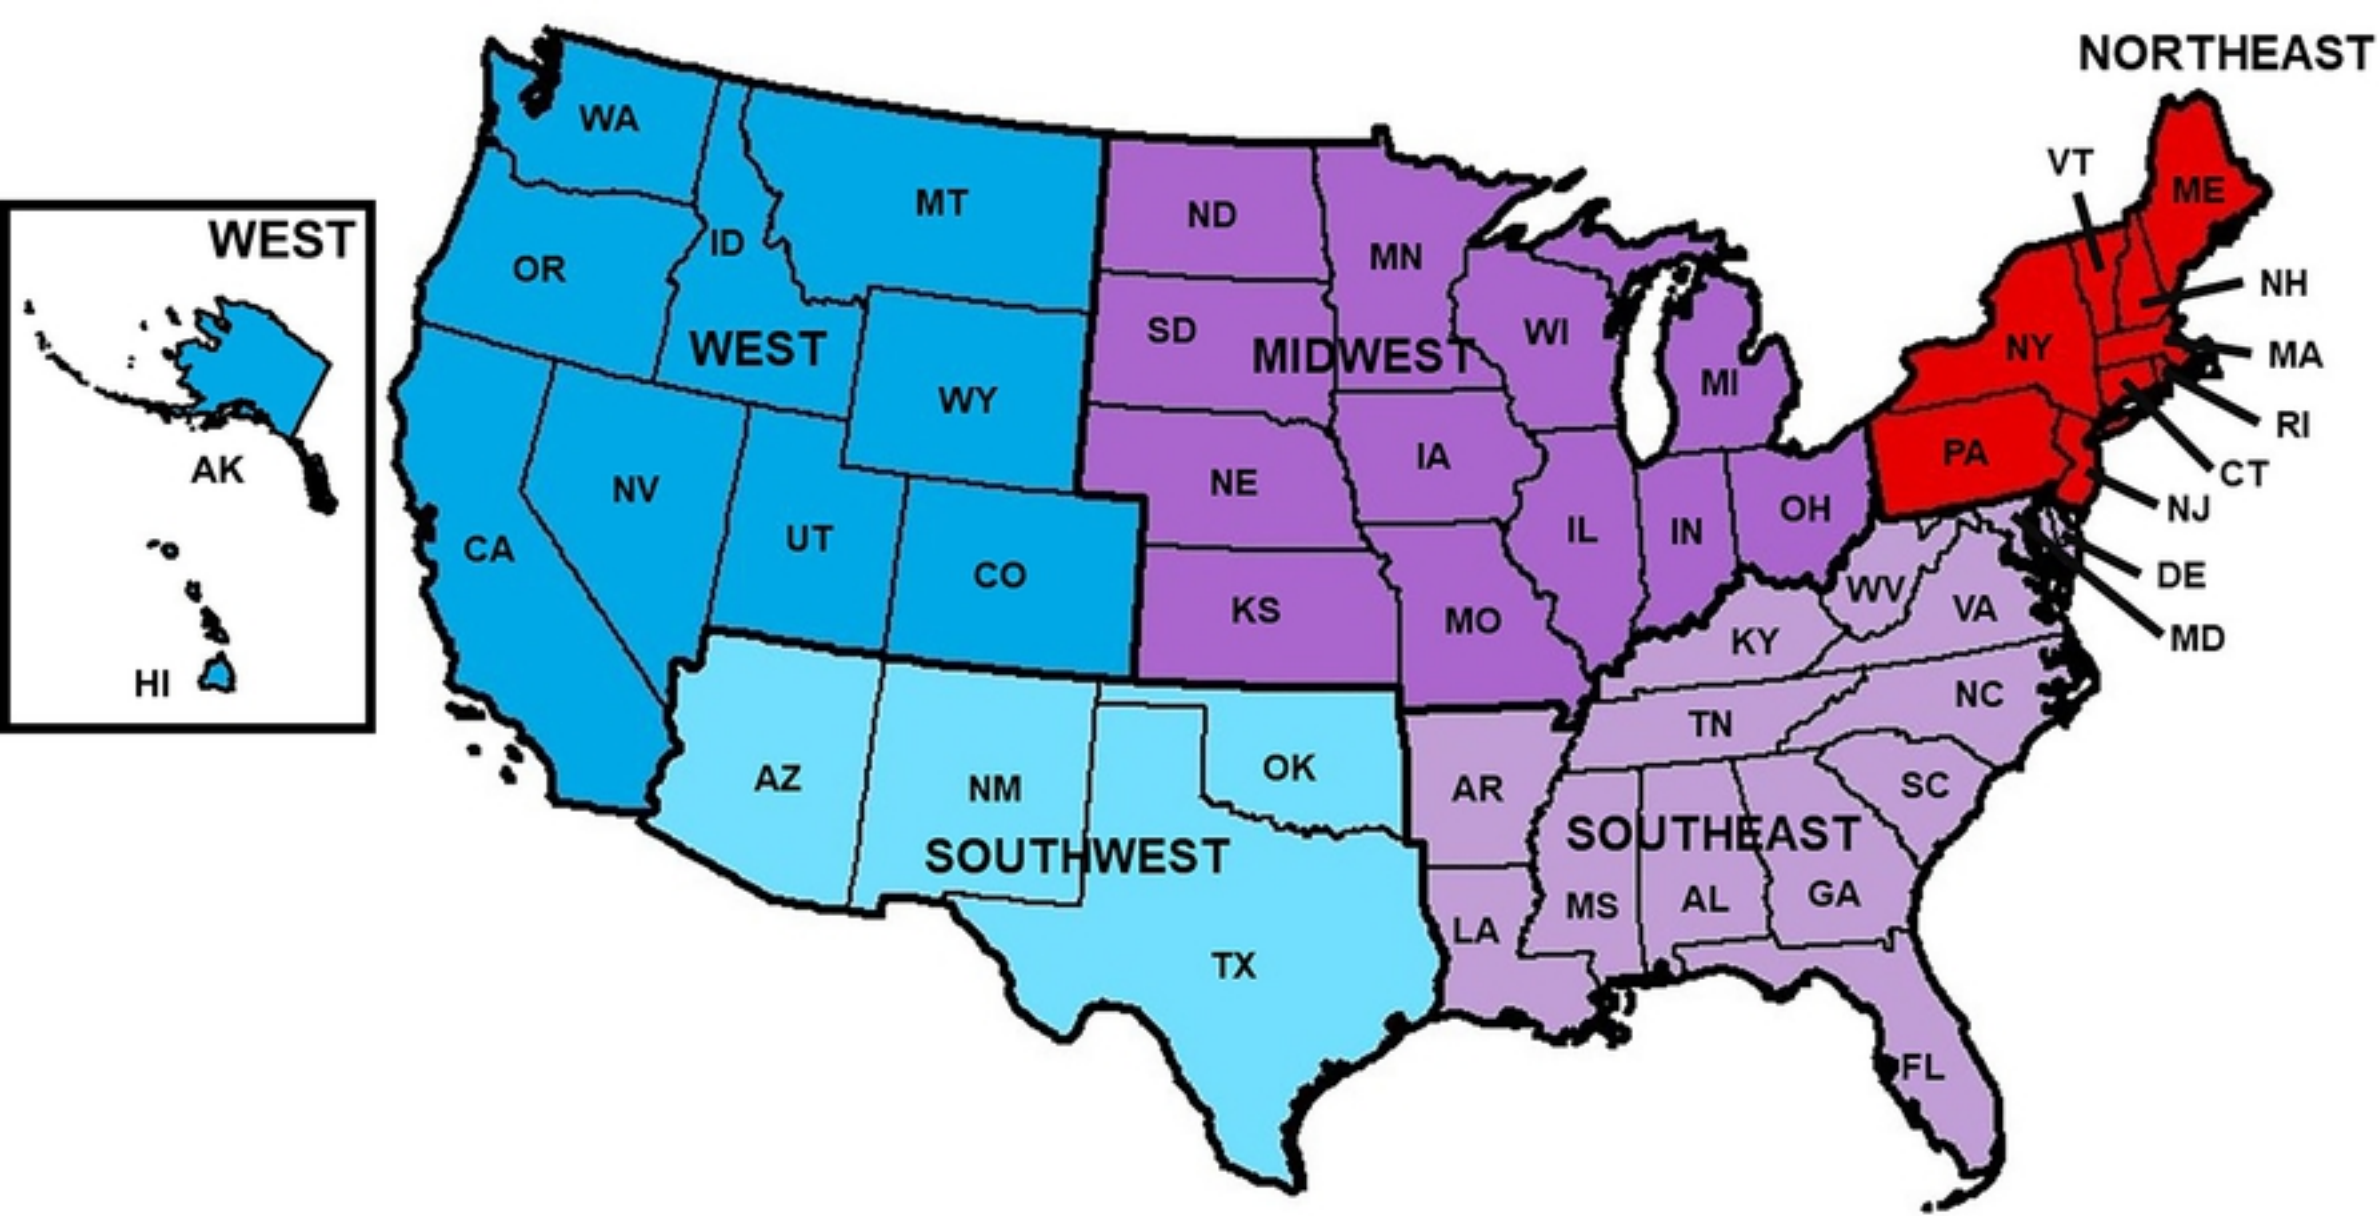 NORTHEAST
WA
VT
ME
WEST
MT
ND
MN
OR
ID
NH
SD
MIDWEST
WI
NY
MA
WEST
MI
WY
RI
IA
PA
AK
NE
CT
NV
NJ
UT
IL
IN
OH
CA
CO
DE
WV
KS
MO
VA
MD
KY
HI
NC
TN
AZ
NM
OK
AR
SC
SOUTHWEST
SOUTHEAST
MS
AL
GA
LA
TX
FL